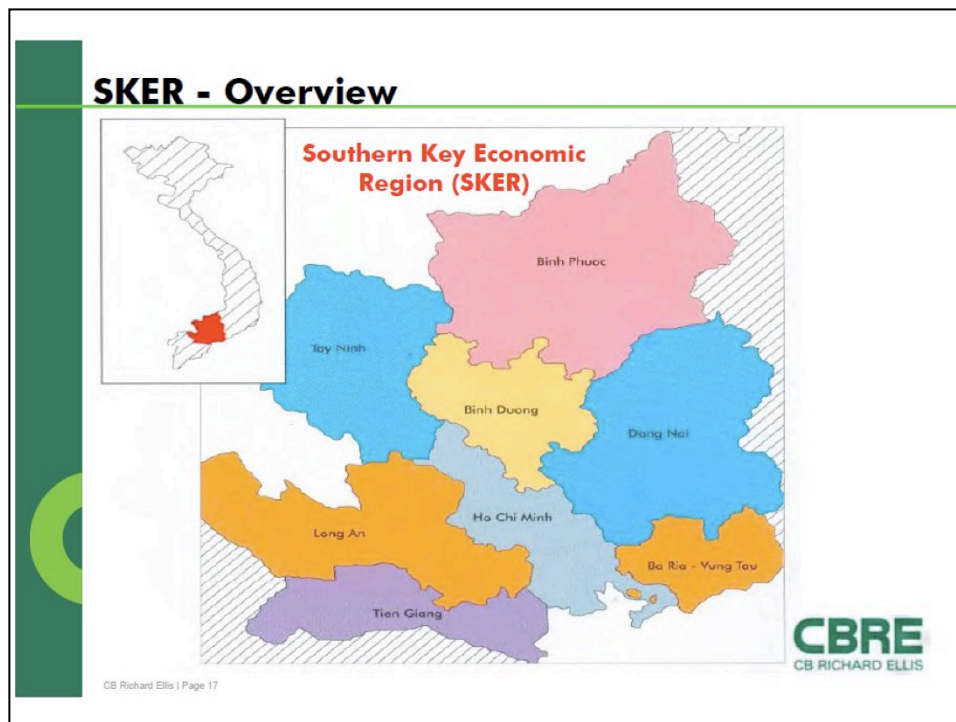 SKER - Overview
Southern Key Economic
Region (SKER)
Binh Phuoc
Tay Ninh
Binh Duong
Dong Nai
Ho Chi Minh
Long An
Ba Ria - Vung Tau
Tien Giang
CBRE
CB RICHARD ELLIS
CB Richard Ellis | Page 17